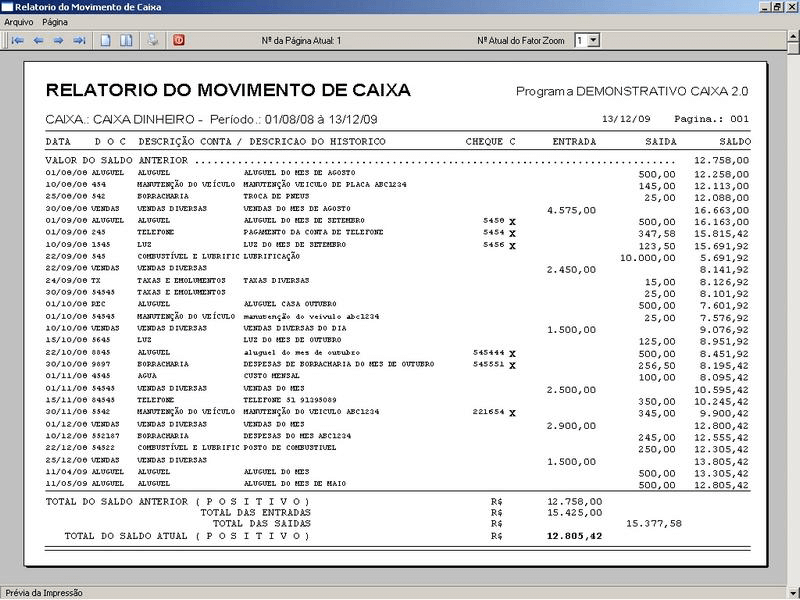 Relatorio do Movimento de Caixa
Arquivo Página
Nº da Página Atual: 1 Nº Atual do Fator Zoom 1
RELATORIO DO MOVIMENTO DE CAIXA Programa DEMONSTRATIVO CAIXA 2.0
CAIXA.: CAIXA DINHEIRO - Período.: 01/08/08 à 13/12/09 13/12/09 Pagina.: 001
DATA D O C DESCRIÇÃO CONTA / DESCRICAO DO HISTORICO CHEQUE C ENTRADA SAIDA SALDO
VALOR DO SALDO ANTERIOR ........................................................................ 12.758,00
01/08/08 ALUGUEL ALUGUEL ALUGUEL DO MES DE AGOSTO 500,00 12.258,00
10/08/08 454 MANUTENÇÃO DO VEÍCULO MANUTENÇÃO VEICULO DE PLACA ABC1234 145,00 12.113,00
25/08/08 542 BORRACHARIA TROCA DE PNEUS 25,00 12.088,00
30/08/08 VENDAS VENDAS DIVERSAS VENDAS DO MES DE AGOSTO 4.575,00 16.663,00
01/09/08 ALUGUEL ALUGUEL ALUGUEL DO MES DE SETEMBRO 5450 X 500,00 16.163,00
01/09/08 245 TELEFONE PAGAMENTO DA CONTA DE TELEFONE 5454 X 347,58 15.815,42
10/09/08 1545 LUZ LUZ DO MES DE SETEMBRO 5456 X 123,50 15.691,92
22/09/08 545 COMBUSTÍVEL E LUBRIFIC LUBRIFICAÇÃO 10.000,00 5.691,92
22/09/08 VENDAS VENDAS DIVERSAS 2.450,00 8.141,92
24/09/08 TX TAXAS E EMOLUMENTOS TAXAS DIVERSAS 15,00 8.126,92
30/09/08 54545 TAXAS E EMOLUMENTOS 25,00 8.101,92
01/10/08 REC ALUGUEL ALUGUEL CASA OUTUBRO 500,00 7.601,92
01/10/08 54545 MANUTENÇÃO DO VEÍCULO manutenção do veivulo abc1234 25,00 7.576,92
10/10/08 VENDAS VENDAS DIVERSAS VENDAS DIVERSAS DO DIA 1.500,00 9.076,92
15/10/08 5645 LUZ LUZ DO MES DE OUTUBRO 125,00 8.951,92
22/10/08 8845 ALUGUEL aluguel do mes de outubro 545444 X 500,00 8.451,92
30/10/08 9897 BORRACHARIA DESPESAS DE BORRACHARIA DO MES DE OUTUBRO 545551 X 256,50 8.195,42
01/11/08 4545 AGUA CUSTO MENSAL 100,00 8.095,42
01/11/08 54545 VENDAS DIVERSAS VENDAS DO MES 2.500,00 10.595,42
15/11/08 84545 TELEFONE TELEFONE 51 91395089 350,00 10.245,42
30/11/08 5542 MANUTENÇÃO DO VEÍCULO MANUTENÇÃO DO VEICULO ABC1234 221654 X 345,00 9.900,42
01/12/08 VENDAS VENDAS DIVERSAS VENDAS DO MES 2.900,00 12.800,42
10/12/08 552187 BORRACHARIA DESPESAS DO MES ABC1234 245,00 12.555,42
22/12/08 54522 COMBUSTÍVEL E LUBRIFIC POSTO DE COMBUSTIVEL 250,00 12.305,42
25/12/08 VENDAS VENDAS DIVERSAS 1.500,00 13.805,42
11/04/09 ALUGUEL ALUGUEL ALUGUEL DO MES 500,00 13.305,42
11/05/09 ALUGUEL ALUGUEL ALUGUEL DO MES DE MAIO 500,00 12.805,42
TOTAL DO SALDO ANTERIOR ( P O S I T I V O ) R$ 12.758,00
TOTAL DAS ENTRADAS R$ 15.425,00
TOTAL DAS SAIDAS R$ 15.377,58
TOTAL DO SALDO ATUAL ( P O S I T I V O ) R$ 12.805,42
Prévia da Impressão